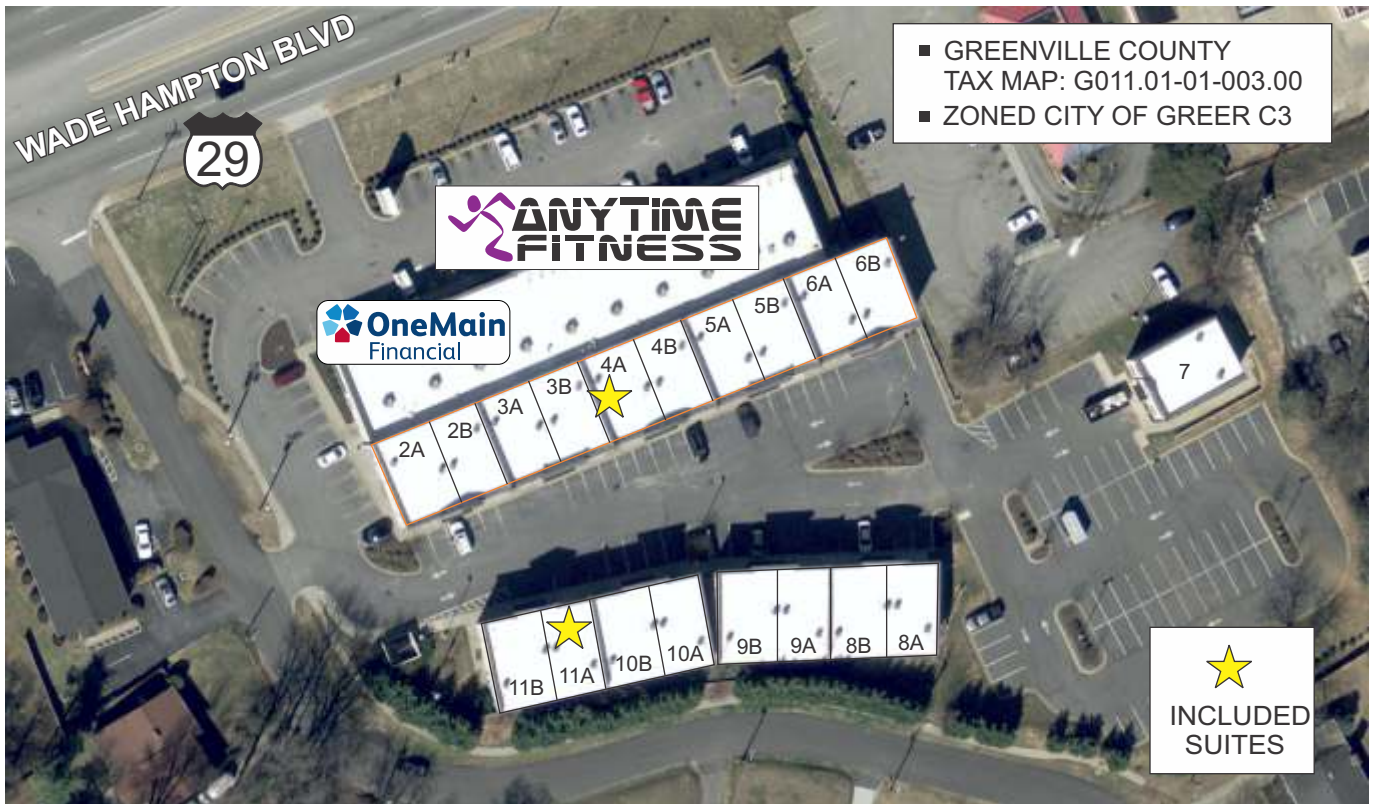 WADE HAMPTON BLVD
29
■ GREENVILLE COUNTY
TAX MAP: G011.01-01-003.00
■ ZONED CITY OF GREER C3
ANYTIME
FITNESS
OneMain
Financial
2A
2B
3A
3B
4A
4B
5A
5B
6A
6B
7
11B
11A
10B
10A
9B
9A
8B
8A
INCLUDED
SUITES